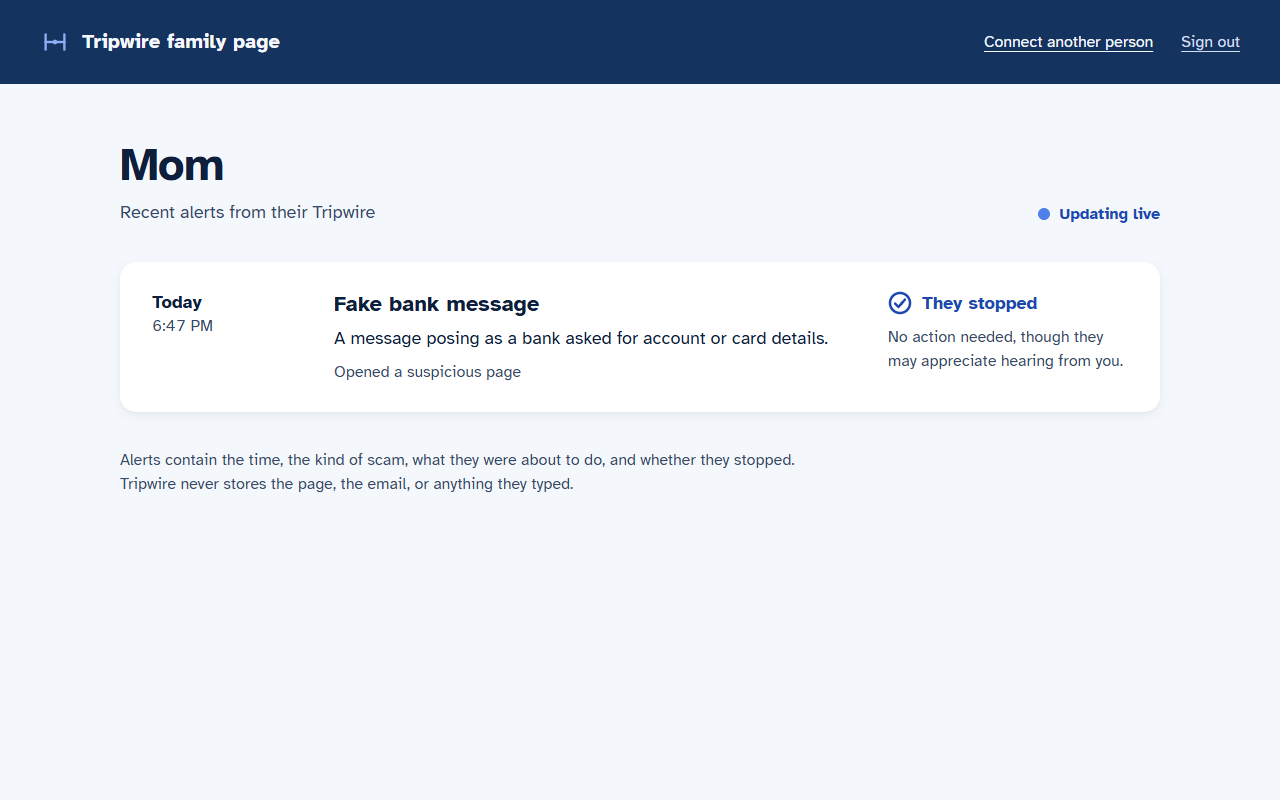 Tripwire family page
Connect another person
Sign out
Mom
Recent alerts from their Tripwire
Updating live
Today
6:47 PM
Fake bank message
A message posing as a bank asked for account or card details.
Opened a suspicious page
They stopped
No action needed, though they
may appreciate hearing from you.
Alerts contain the time, the kind of scam, what they were about to do, and whether they stopped.
Tripwire never stores the page, the email, or anything they typed.